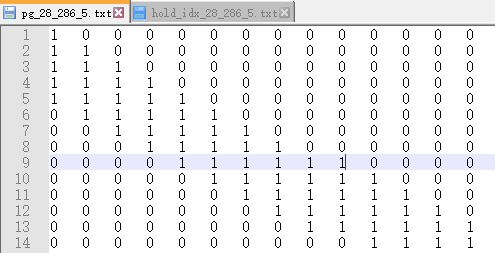 pg_28_286_5.txt hold_idx_28_286_5.txt
1 1 0 0 0 0 0 0 0 0 0 0 0 0 0
2 1 1 0 0 0 0 0 0 0 0 0 0 0 0
3 1 1 1 0 0 0 0 0 0 0 0 0 0 0
4 1 1 1 1 0 0 0 0 0 0 0 0 0 0
5 1 1 1 1 1 0 0 0 0 0 0 0 0 0
6 0 1 1 1 1 1 0 0 0 0 0 0 0 0
7 0 0 1 1 1 1 1 0 0 0 0 0 0 0
8 0 0 0 1 1 1 1 1 0 0 0 0 0 0
9 0 0 0 0 1 1 1 1 1 1 0 0 0 0
10 0 0 0 0 0 1 1 1 1 1 1 0 0 0
11 0 0 0 0 0 0 1 1 1 1 1 1 0 0
12 0 0 0 0 0 0 0 1 1 1 1 1 1 0
13 0 0 0 0 0 0 0 0 1 1 1 1 1 1
14 0 0 0 0 0 0 0 0 0 0 1 1 1 1